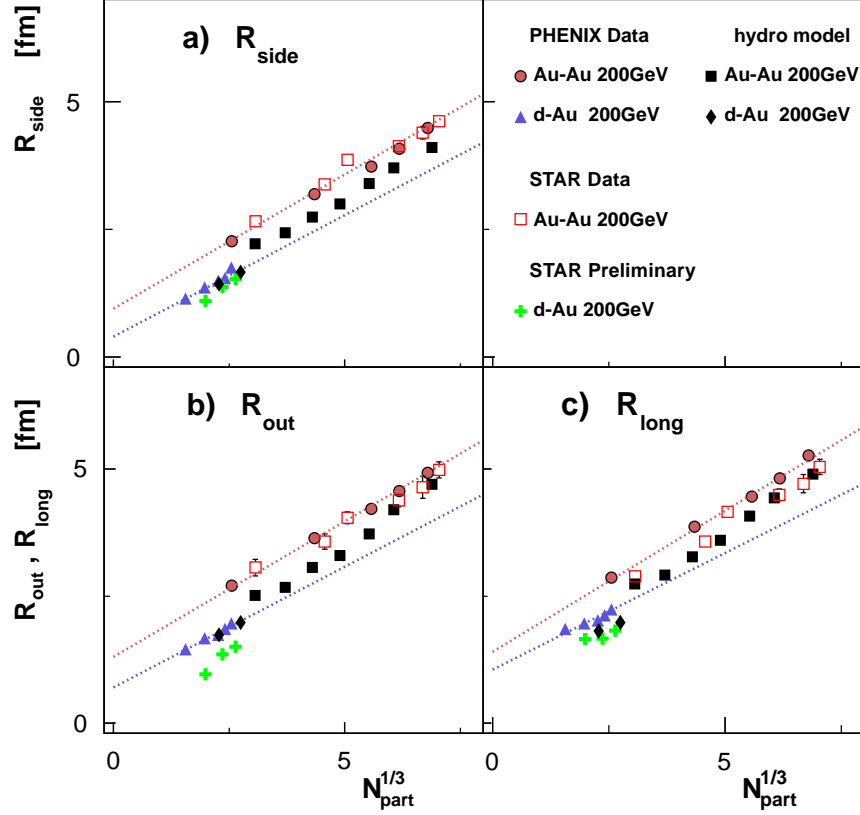 a) R_side
R_side [fm]
5
0
PHENIX Data
hydro model
Au-Au 200GeV
Au-Au 200GeV
d-Au 200GeV
d-Au 200GeV
STAR Data
Au-Au 200GeV
STAR Preliminary
d-Au 200GeV
b) R_out
c) R_long
R_out , R_long [fm]
5
0
0
5
0
5
N_part^1/3
N_part^1/3